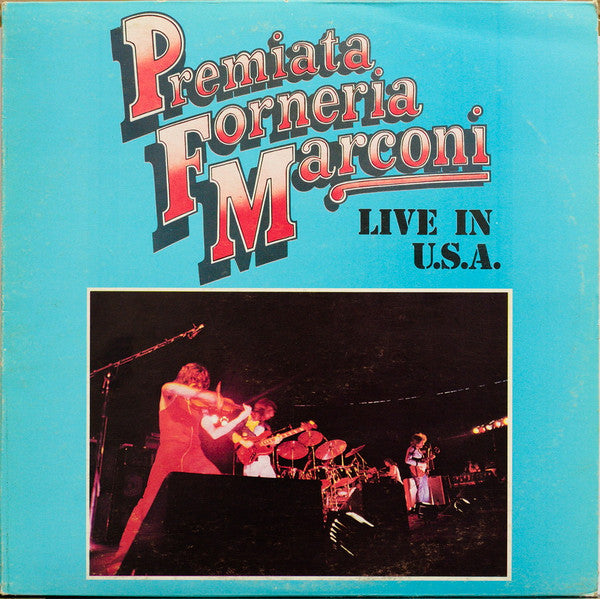 Premiata
Forneria
Marconi
LIVE IN
U.S.A.